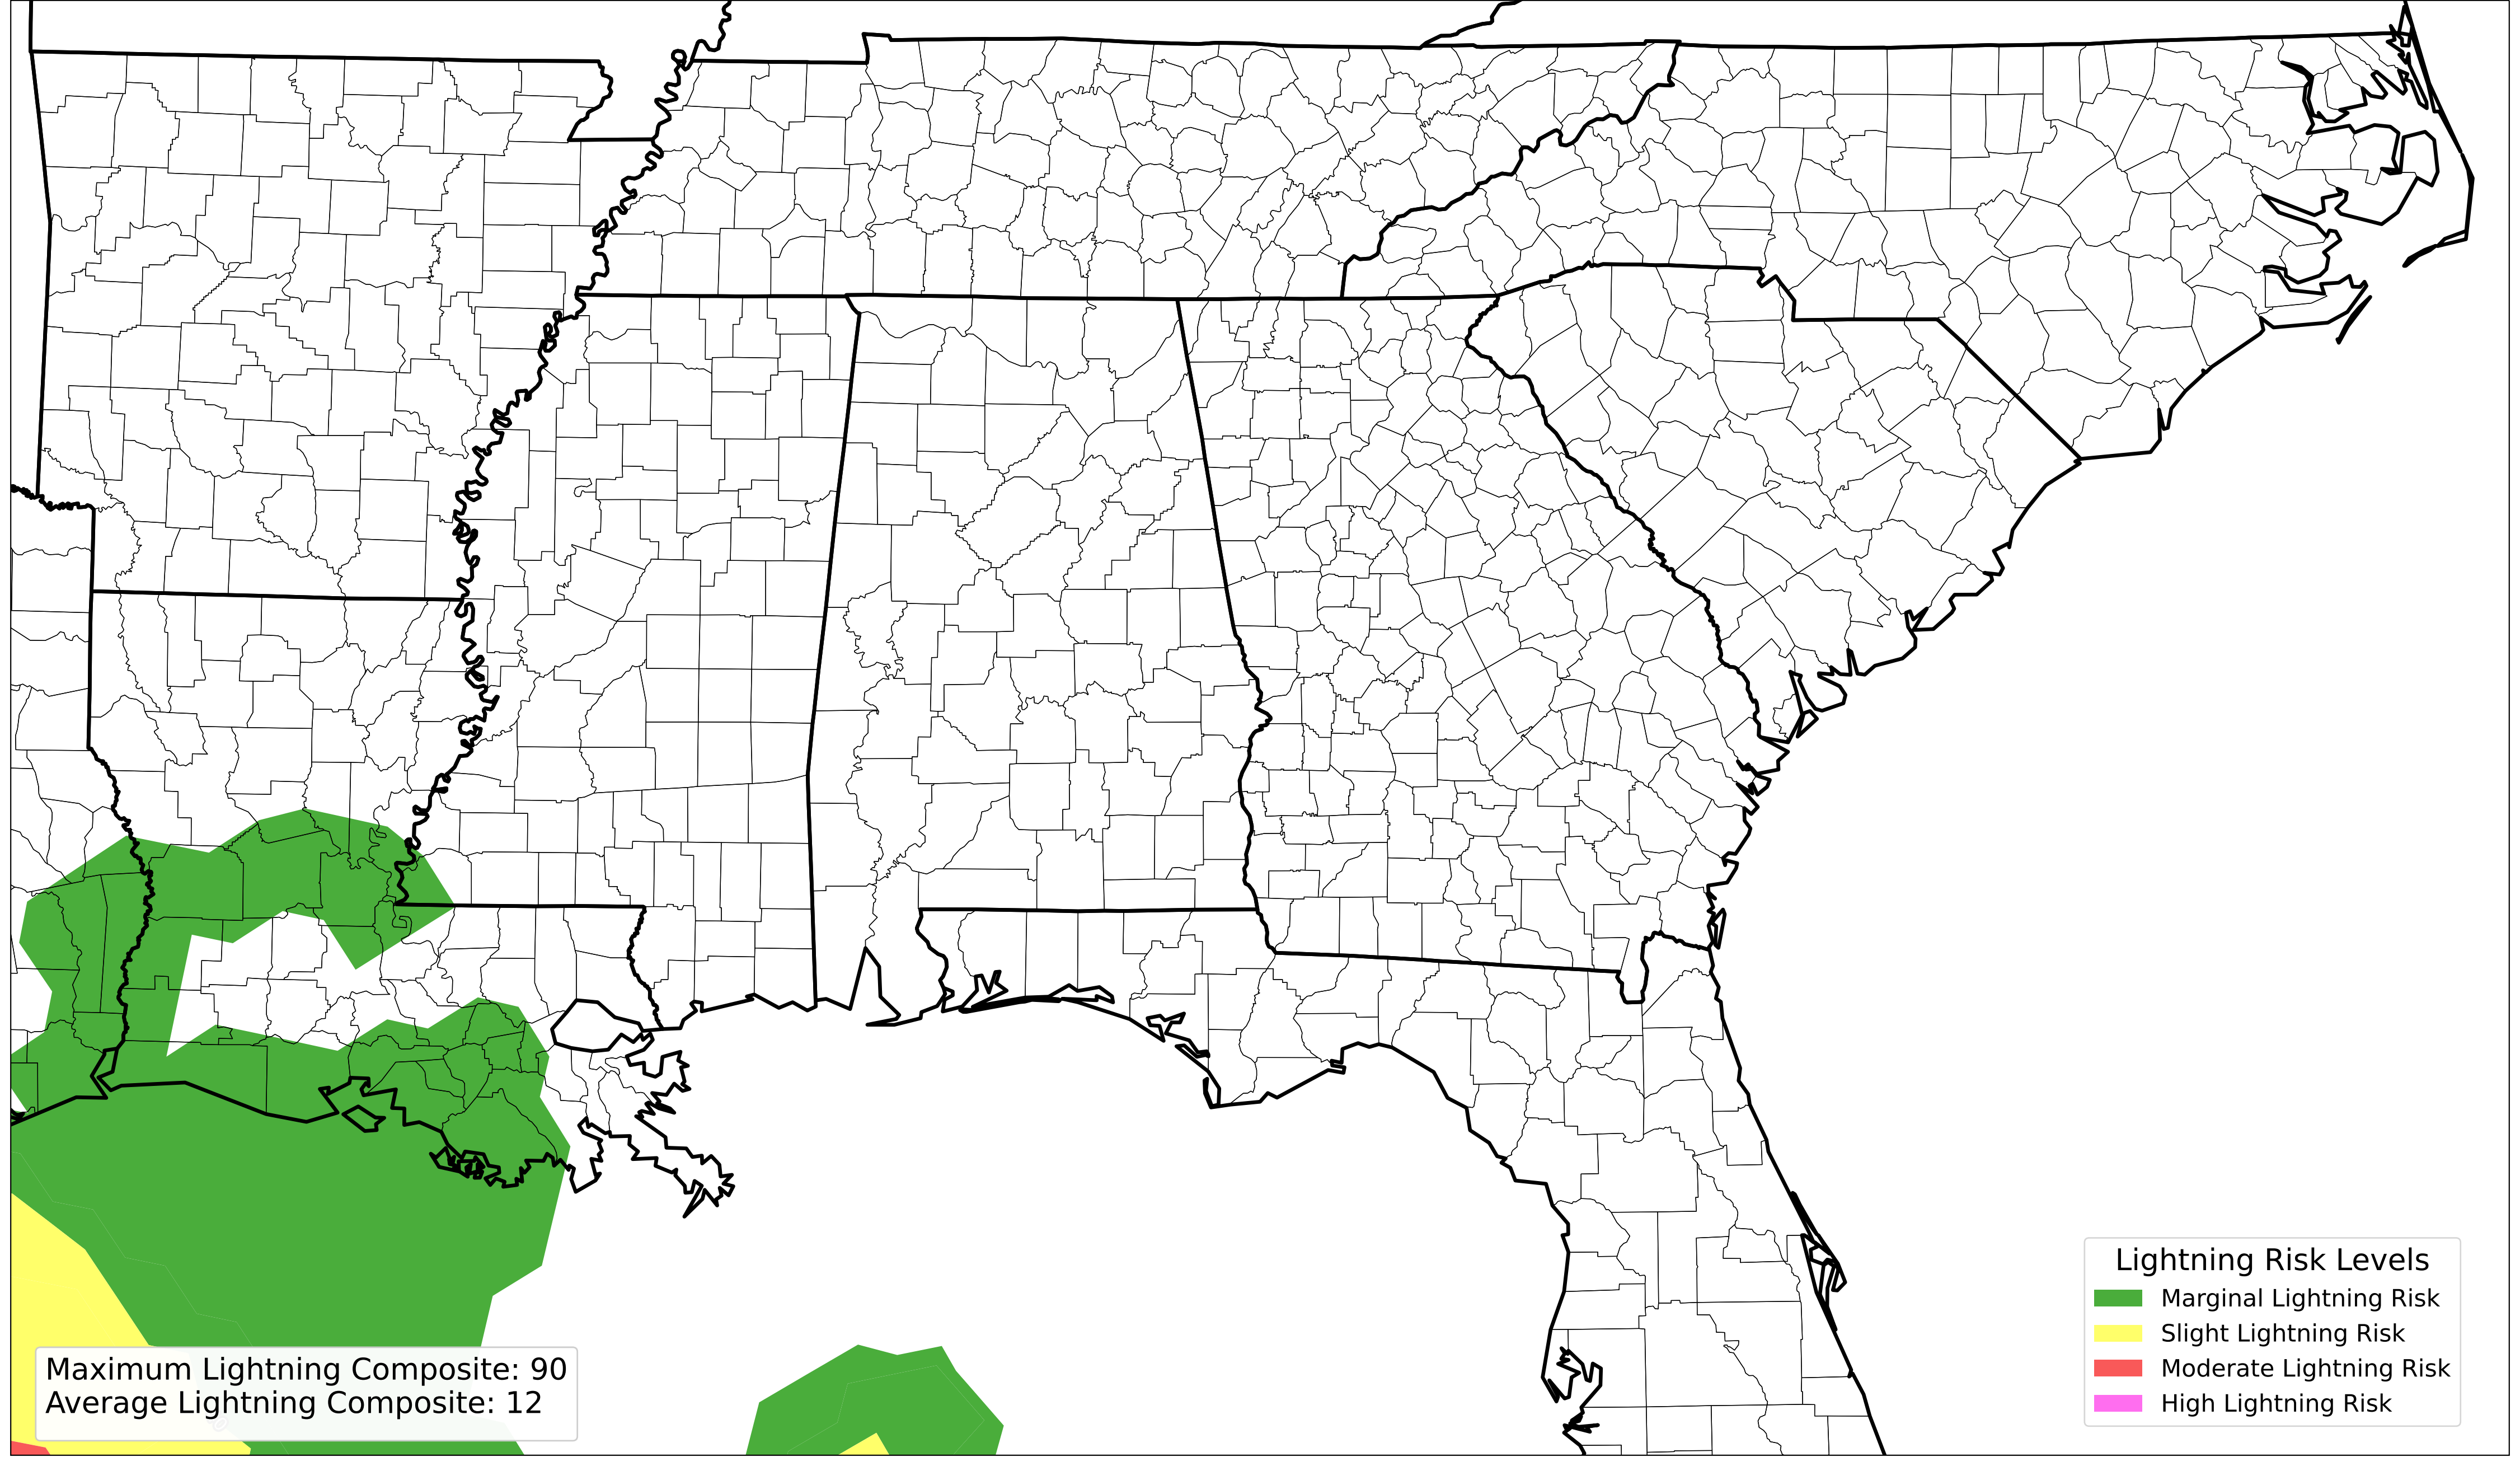 Maximum Lightning Composite: 90
Average Lightning Composite: 12
Lightning Risk Levels
Marginal Lightning Risk
Slight Lightning Risk
Moderate Lightning Risk
High Lightning Risk